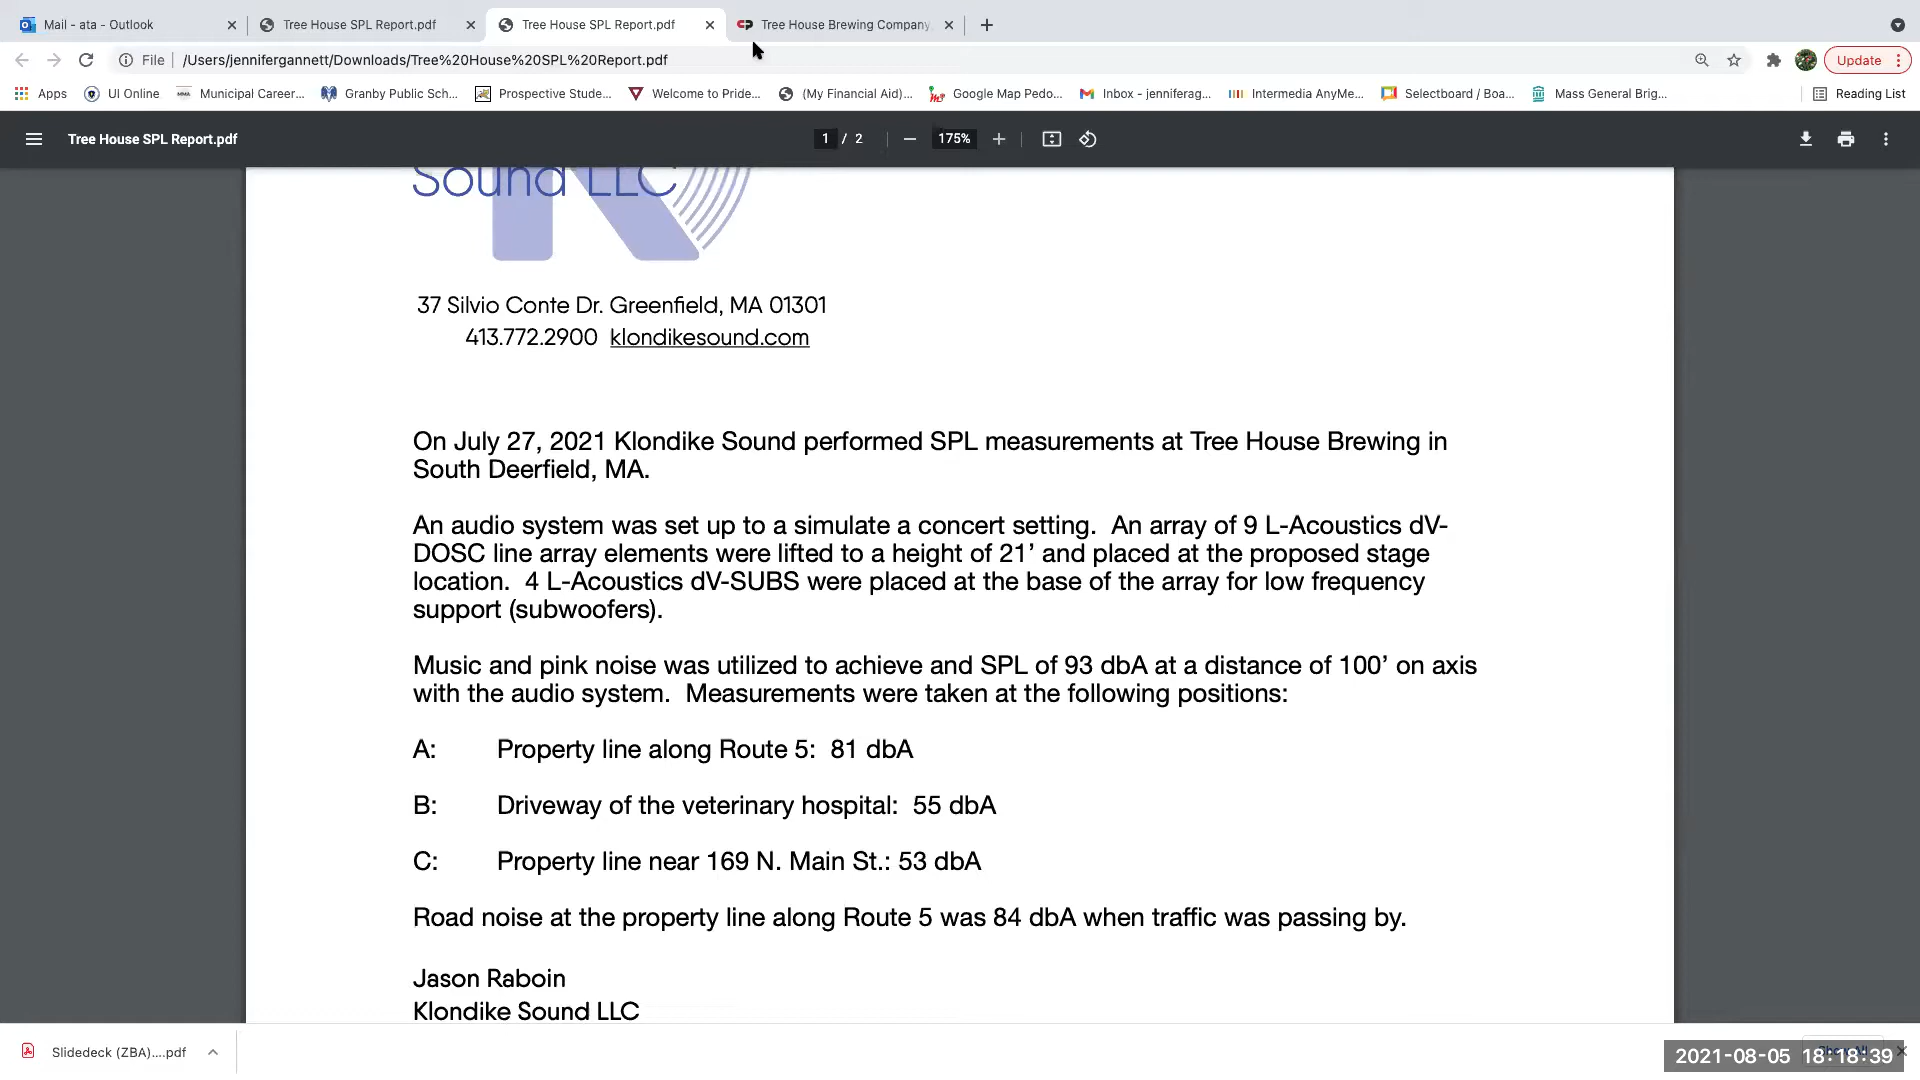 Mail - ata - Outlook
Tree House SPL Report.pdf
Tree House SPL Report.pdf
Tree House Brewing Company,
File /Users/jennifergannett/Downloads/Tree%20House%20SPL%20Report.pdf
Update
Apps
UI Online
Municipal Career...
Granby Public Sch...
Prospective Stude...
Welcome to Pride...
(My Financial Aid)...
Google Map Pedo...
Inbox - jenniferag...
Intermedia AnyMe...
Selectboard / Boa...
Mass General Brig...
Reading List
Tree House SPL Report.pdf
1 / 2
175%
Sound LLC
37 Silvio Conte Dr. Greenfield, MA 01301
413.772.2900 klondikesound.com
On July 27, 2021 Klondike Sound performed SPL measurements at Tree House Brewing in
South Deerfield, MA.
An audio system was set up to a simulate a concert setting. An array of 9 L-Acoustics dV-
DOSC line array elements were lifted to a height of 21’ and placed at the proposed stage
location. 4 L-Acoustics dV-SUBS were placed at the base of the array for low frequency
support (subwoofers).
Music and pink noise was utilized to achieve and SPL of 93 dbA at a distance of 100’ on axis
with the audio system. Measurements were taken at the following positions:
A: Property line along Route 5: 81 dbA
B: Driveway of the veterinary hospital: 55 dbA
C: Property line near 169 N. Main St.: 53 dbA
Road noise at the property line along Route 5 was 84 dbA when traffic was passing by.
Jason Raboin
Klondike Sound LLC
Slidedeck (ZBA)....pdf
2021-08-05 18:18:39